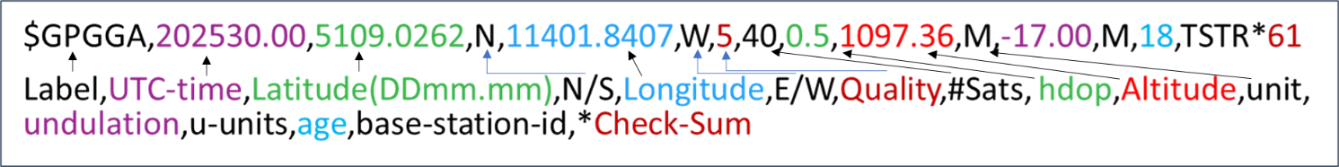 $GPGGA,202530.00,5109.0262,N,11401.8407,W,5,40,0.5,1097.36,M,-17.00,M,18,TSTR*61
Label,UTC-time,Latitude(DDmm.mm),N/S,Longitude,E/W,Quality,#Sats, hdop,Altitude,unit,
undulation,u-units,age,base-station-id,*Check-Sum